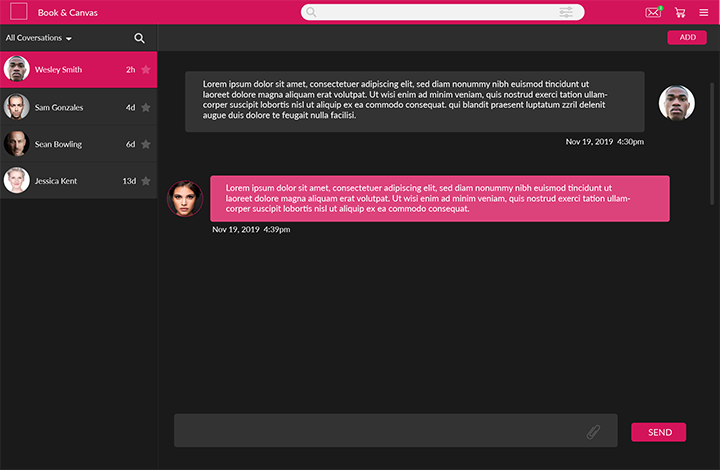 Book & Canvas
All Coversations
ADD
Wesley Smith 2h
Sam Gonzales 4d
Sean Bowling 6d
Jessica Kent 13d
Lorem ipsum dolor sit amet, consectetuer adipiscing elit, sed diam nonummy nibh euismod tincidunt ut
laoreet dolore magna aliquam erat volutpat. Ut wisi enim ad minim veniam, quis nostrud exerci tation ullam-
corper suscipit lobortis nisl ut aliquip ex ea commodo consequat. qui blandit praesent luptatum zzril delenit
augue duis dolore te feugait nulla facilisi.
Nov 19, 2019 4:30pm
Lorem ipsum dolor sit amet, consectetuer adipiscing elit, sed diam nonummy nibh euismod tincidunt ut
laoreet dolore magna aliquam erat volutpat. Ut wisi enim ad minim veniam, quis nostrud exerci tation ullam-
corper suscipit lobortis nisl ut aliquip ex ea commodo consequat.
Nov 19, 2019 4:39pm
SEND